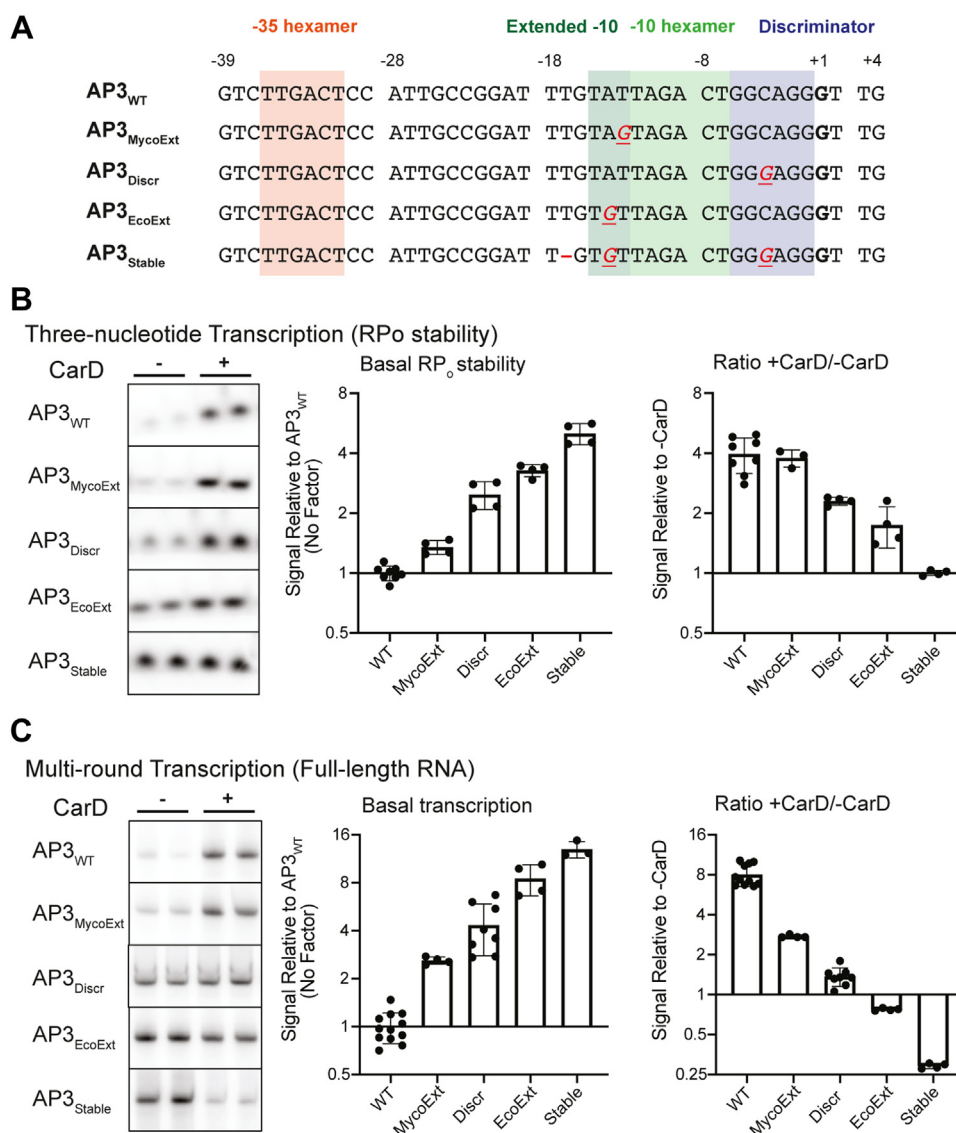 A
-35 hexamer Extended -10 -10 hexamer Discriminator
-39 -28 -18 -8 +1 +4
AP3WT GTCTTGACTCC ATTGCCGGAT TTGTATTAGA CTGGCAGGGT TG
AP3MycoExt GTCTTGACTCC ATTGCCGGAT TTGTAGTAGA CTGGCAGGGT TG
AP3Discr GTCTTGACTCC ATTGCCGGAT TTGTATTAGA CTGGGAGGGT TG
AP3EcoExt GTCTTGACTCC ATTGCCGGAT TTGTGTTAGA CTGGCAGGGT TG
AP3Stable GTCTTGACTCC ATTGCCGGAT T-GTGTTAGA CTGGGAGGGT TG
B
Three-nucleotide Transcription (RPo stability)
CarD - +
AP3WT
AP3MycoExt
AP3Discr
AP3EcoExt
AP3Stable
Basal RPo stability
Signal Relative to AP3WT
(No Factor)
8
4
2
1
0.5
WT MycoExt Discr EcoExt Stable
Ratio +CarD/-CarD
Signal Relative to -CarD
8
4
2
1
0.5
WT MycoExt Discr EcoExt Stable
C
Multi-round Transcription (Full-length RNA)
CarD - +
AP3WT
AP3MycoExt
AP3Discr
AP3EcoExt
AP3Stable
Basal transcription
Signal Relative to AP3WT
(No Factor)
16
8
4
2
1
0.5
WT MycoExt Discr EcoExt Stable
Ratio +CarD/-CarD
Signal Relative to -CarD
16
8
4
2
1
0.5
0.25
WT MycoExt Discr EcoExt Stable